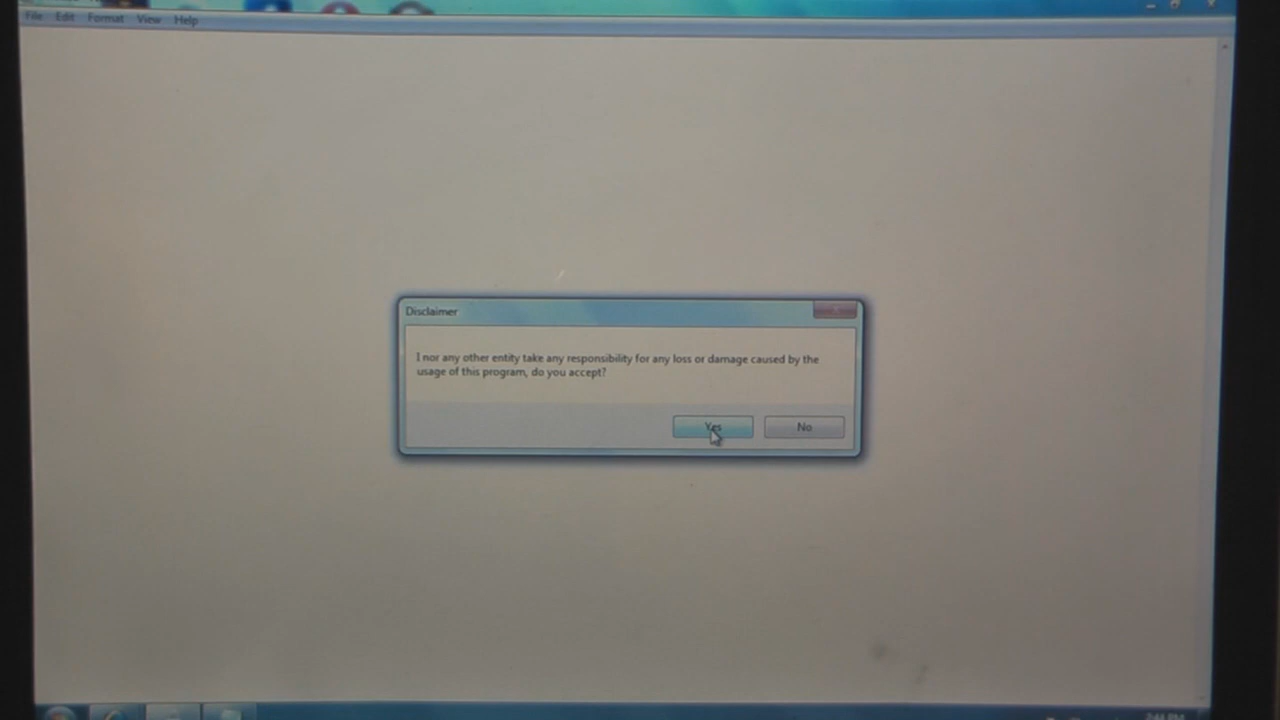 File Edit Format View Help
Disclaimer
I nor any other entity take any responsibility for any loss or damage caused by the
usage of this program, do you accept?
Yes No